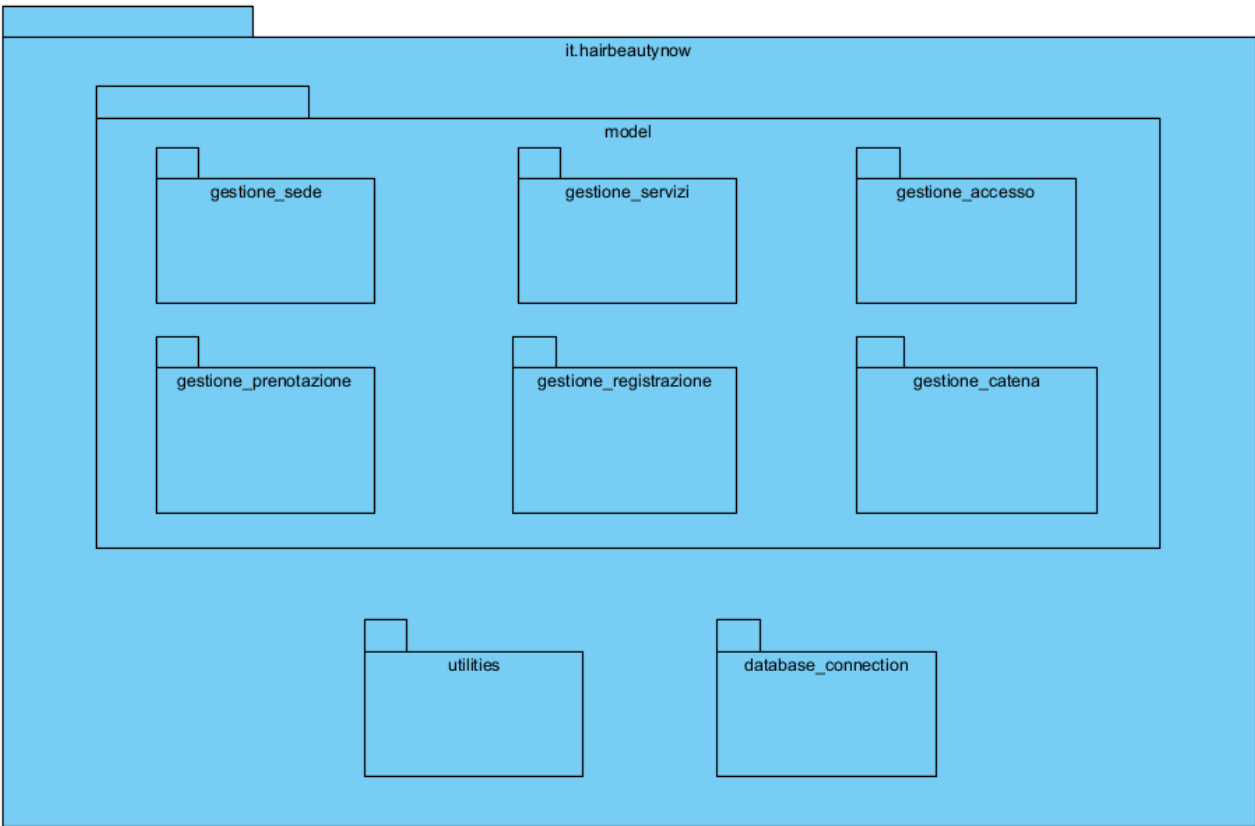 it.hairbeautynow
model
gestione_sede
gestione_servizi
gestione_accesso
gestione_prenotazione
gestione_registrazione
gestione_catena
utilities
database_connection